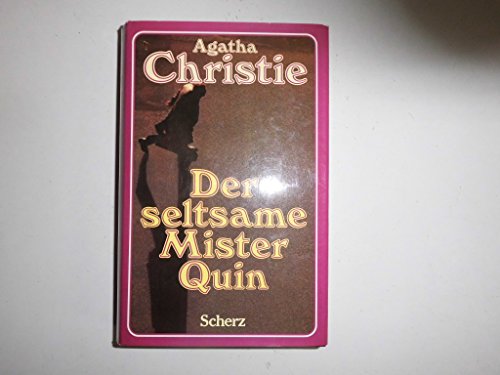 Agatha
Christie
Der
seltsame
Mister
Quin
Scherz